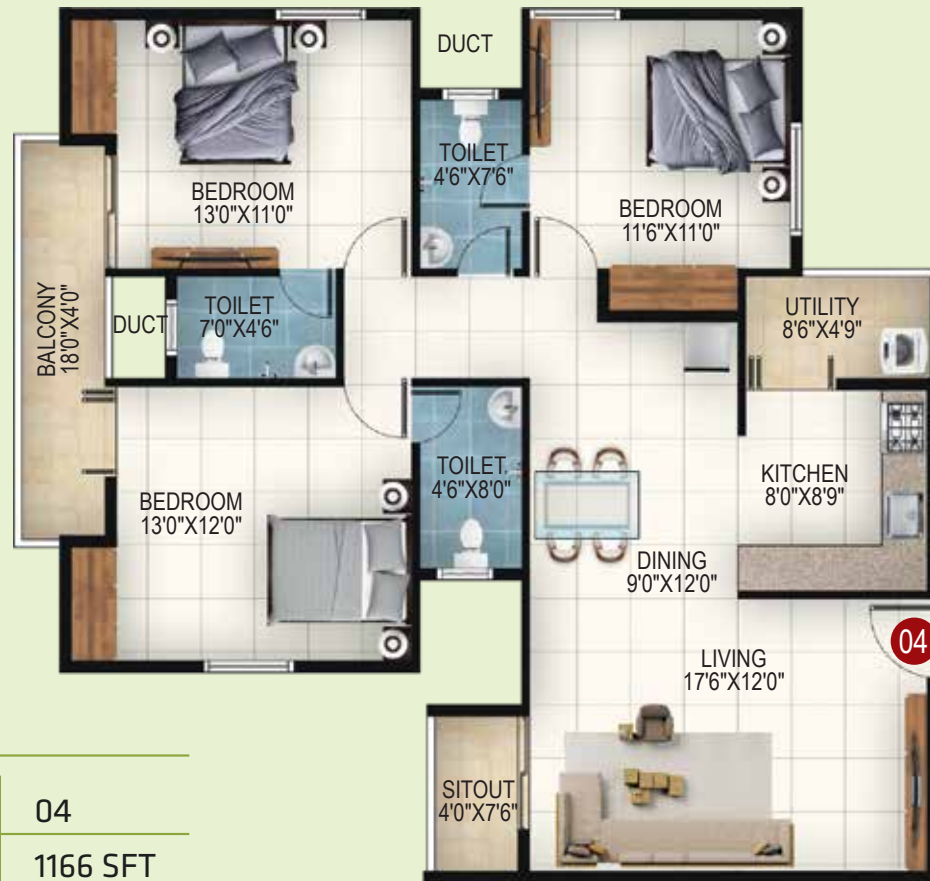 DUCT
TOILET
4'6"X7'6"
BEDROOM
13'0"X11'0"
BEDROOM
11'6"X11'0"
BALCONY
18'0"X4'0"
DUCT
TOILET
7'0"X4'6"
UTILITY
8'6"X4'9"
TOILET
4'6"X8'0"
KITCHEN
8'0"X8'9"
BEDROOM
13'0"X12'0"
DINING
9'0"X12'0"
04
LIVING
17'6"X12'0"
SITOUT
4'0"X7'6"
04
1166 SFT